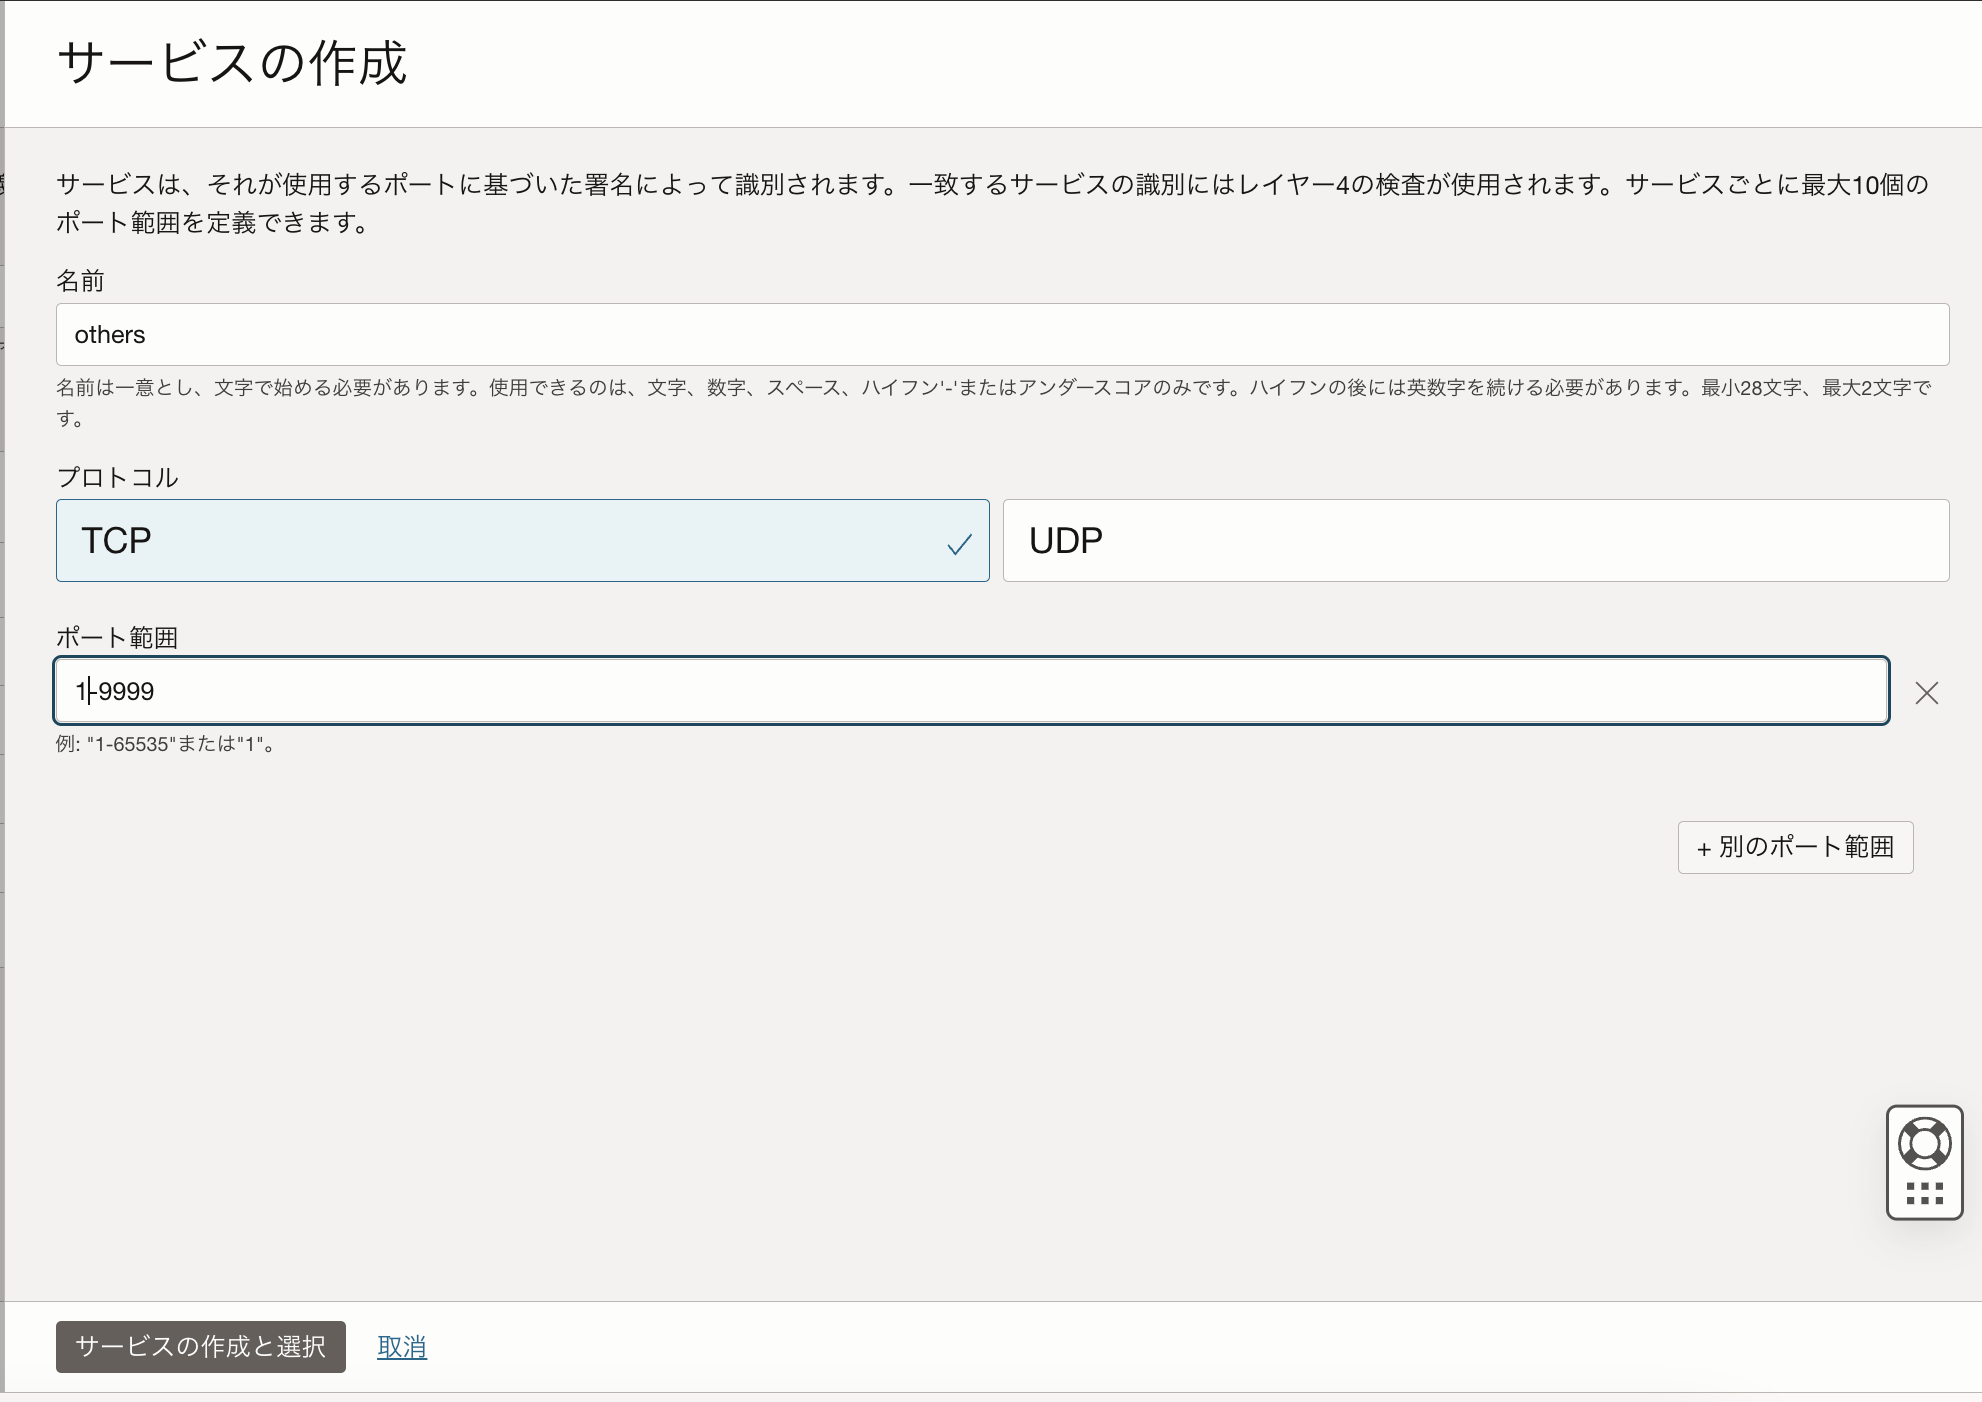 サービスの作成
サービスは、それが使用するポートに基づいた署名によって識別されます。一致するサービスの識別にはレイヤー4の検査が使用されます。サービスごとに最大10個の
ポート範囲を定義できます。
名前
others
名前は一意とし、文字で始める必要があります。使用できるのは、文字、数字、スペース、ハイフン'-'またはアンダースコアのみです。ハイフンの後には英数字を続ける必要があります。最小28文字、最大2文字で
す。
プロトコル
TCP
UDP
ポート範囲
1-9999
例: "1-65535"または"1"。
+ 別のポート範囲
サービスの作成と選択
取消